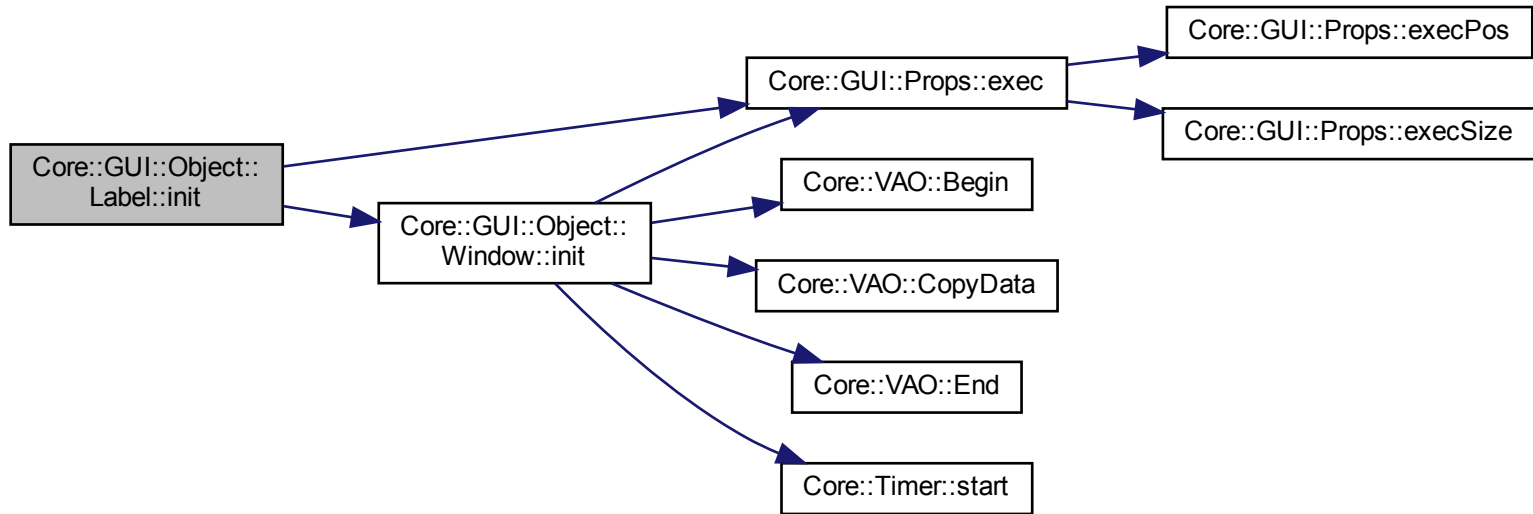 Core::GUI::Object::
Label::init
Core::GUI::Object::
Window::init
Core::GUI::Props::exec
Core::VAO::Begin
Core::VAO::CopyData
Core::VAO::End
Core::Timer::start
Core::GUI::Props::execPos
Core::GUI::Props::execSize